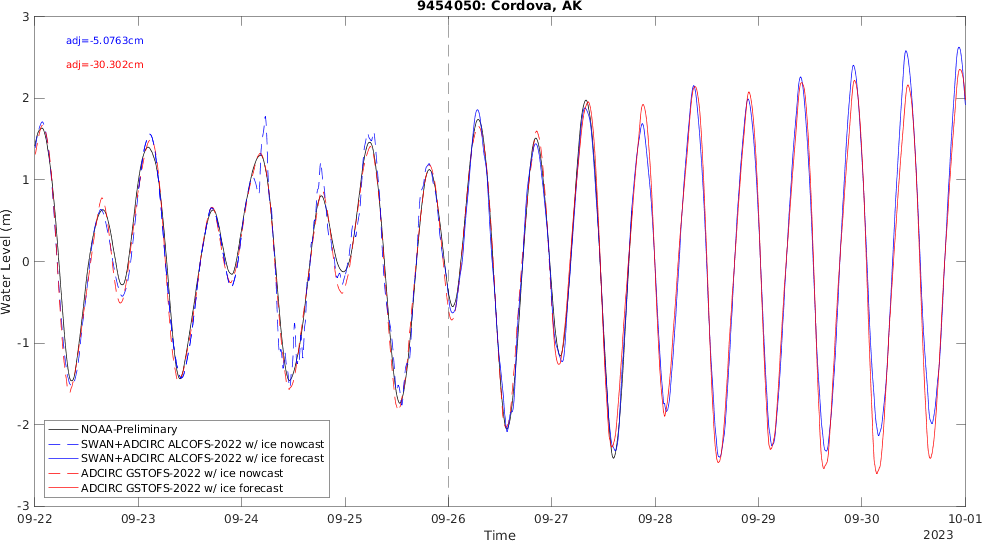 9454050: Cordova, AK
adj=-5.0763cm
adj=-30.302cm
3
2
1
0
-1
-2
-3
Water Level (m)
NOAA-Preliminary
SWAN+ADCIRC ALCOFS-2022 w/ ice nowcast
SWAN+ADCIRC ALCOFS-2022 w/ ice forecast
ADCIRC GSTOFS-2022 w/ ice nowcast
ADCIRC GSTOFS-2022 w/ ice forecast
09-22 09-23 09-24 09-25 09-26 09-27 09-28 09-29 09-30 10-01
Time
2023